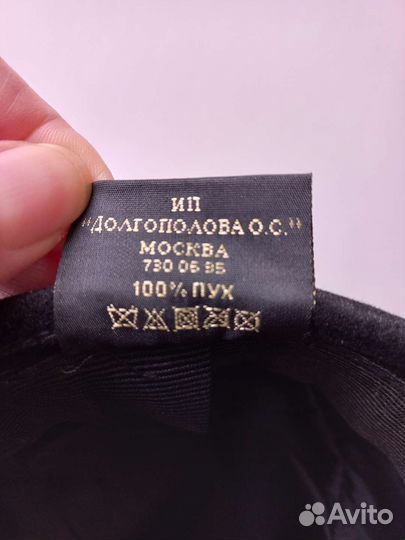 ИП
"ДОЛГОПОЛОВА О.С."
МОСКВА
730 06 95
100% ПУХ
Avito